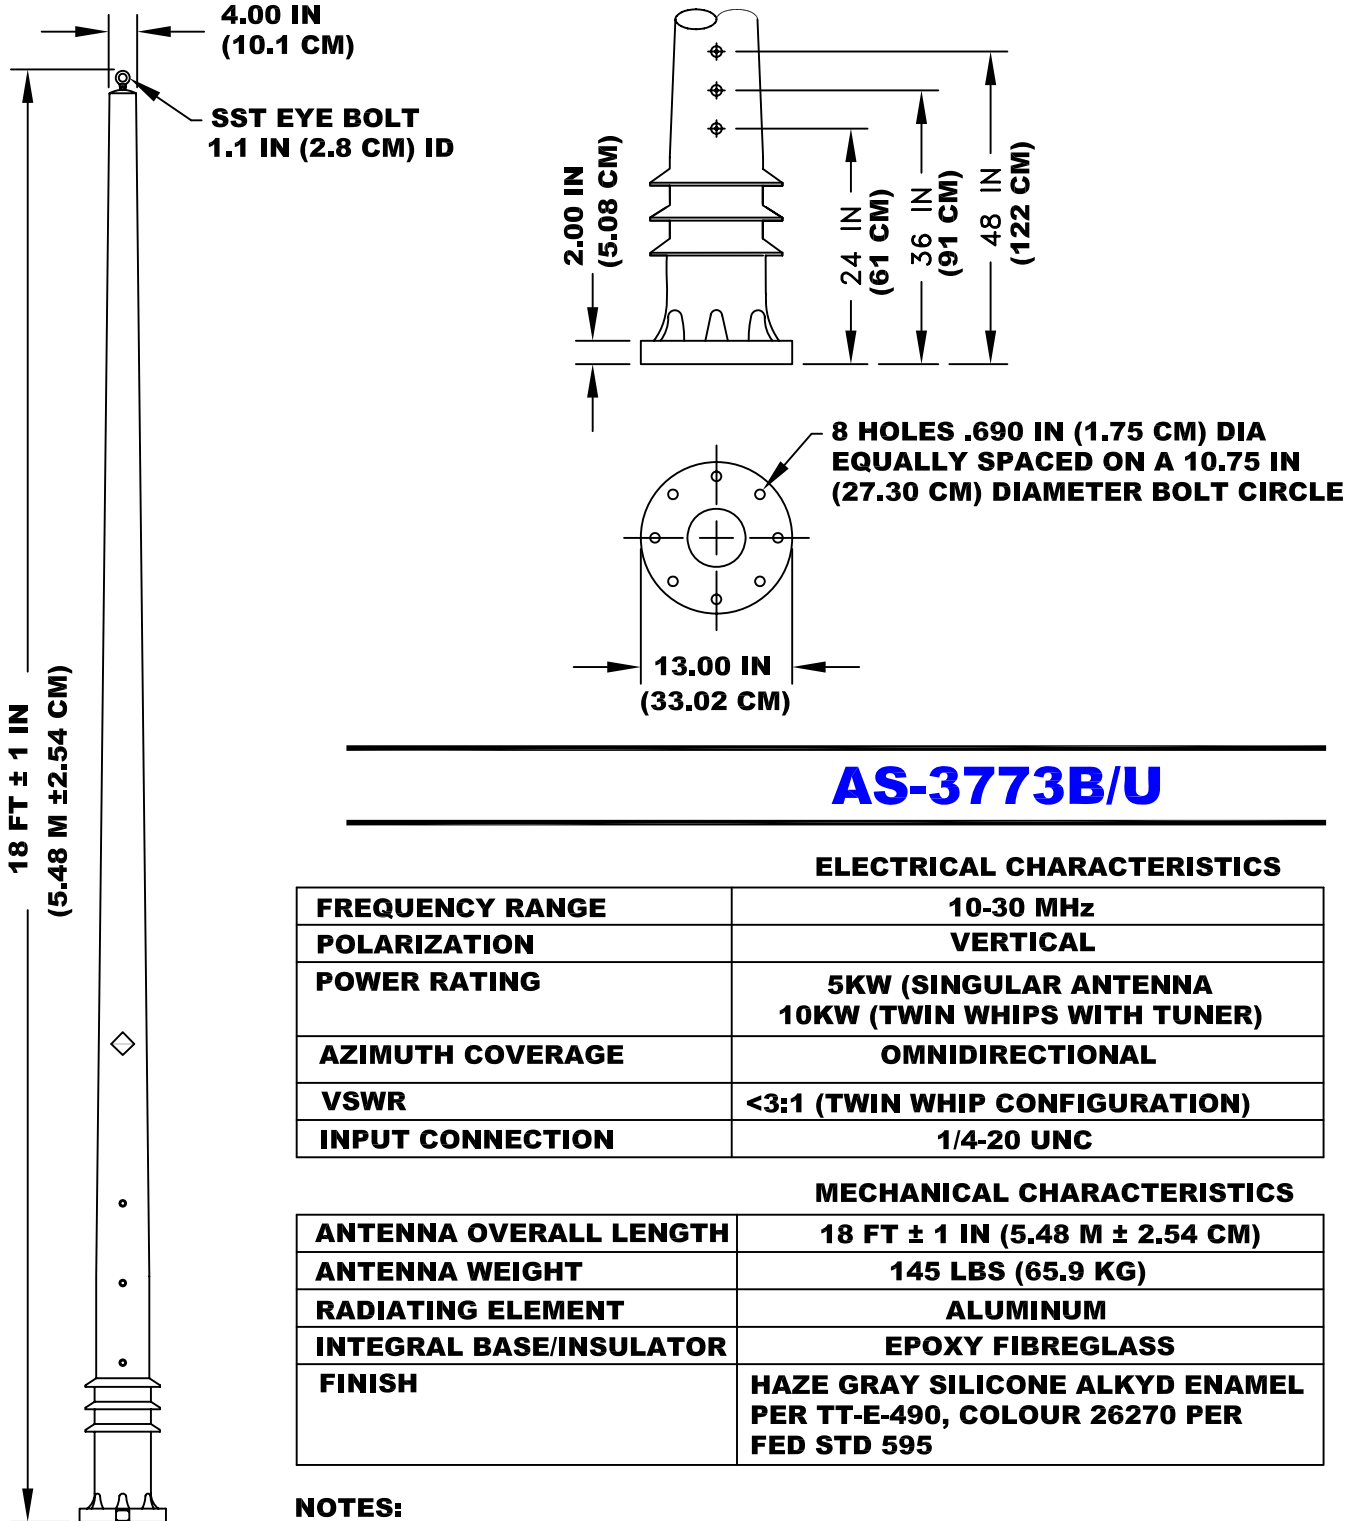 4.00 IN
(10.1 CM)
SST EYE BOLT
1.1 IN (2.8 CM) ID
18 FT ± 1 IN
(5.48 M ±2.54 CM)
2.00 IN
(5.08 CM)
24 IN
(61 CM)
36 IN
(91 CM)
48 IN
(122 CM)
8 HOLES .690 IN (1.75 CM) DIA
EQUALLY SPACED ON A 10.75 IN
(27.30 CM) DIAMETER BOLT CIRCLE
13.00 IN
(33.02 CM)
AS-3773B/U
ELECTRICAL CHARACTERISTICS
FREQUENCY RANGE 10-30 MHz
POLARIZATION VERTICAL
POWER RATING 5KW (SINGULAR ANTENNA
10KW (TWIN WHIPS WITH TUNER)
AZIMUTH COVERAGE OMNIDIRECTIONAL
VSWR <3:1 (TWIN WHIP CONFIGURATION)
INPUT CONNECTION 1/4-20 UNC
MECHANICAL CHARACTERISTICS
ANTENNA OVERALL LENGTH 18 FT ± 1 IN (5.48 M ± 2.54 CM)
ANTENNA WEIGHT 145 LBS (65.9 KG)
RADIATING ELEMENT ALUMINUM
INTEGRAL BASE/INSULATOR EPOXY FIBREGLASS
FINISH HAZE GRAY SILICONE ALKYD ENAMEL
PER TT-E-490, COLOUR 26270 PER
FED STD 595
NOTES: